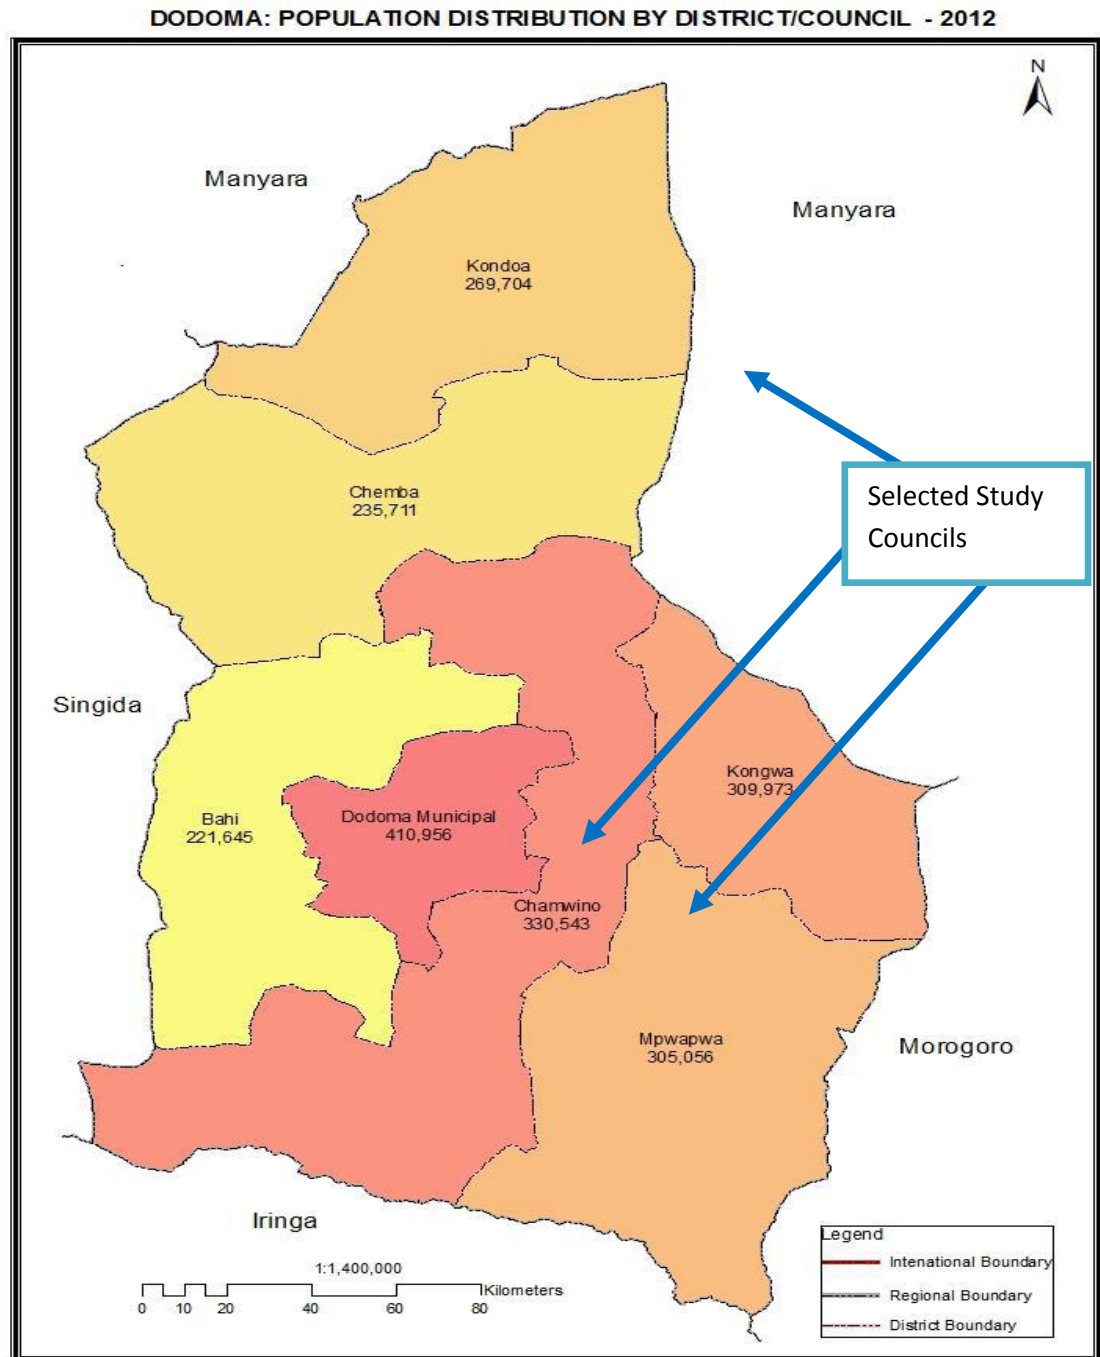 DODOMA: POPULATION DISTRIBUTION BY DISTRICT/COUNCIL - 2012
N
Manyara
Manyara
Kondoa
269,704
Selected Study
Councils
Chemba
235,711
Singida
Kongwa
309,973
Bahi
221,645
Dodoma Municipal
410,956
Chamwino
330,543
Mpwapwa
305,056
Morogoro
Iringa
Legend
Intenational Boundary
Regional Boundary
District Boundary
1:1,400,000
Kilometers
0 10 20 40 60 80